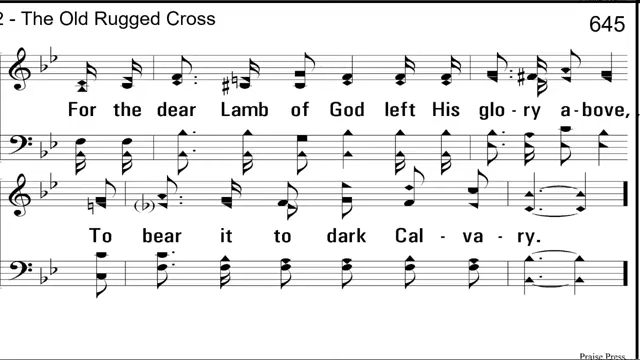 2 - The Old Rugged Cross
645
For the dear Lamb of God left His glo - ry a - bove,
To bear it to dark Cal - va - ry.
Praise Press